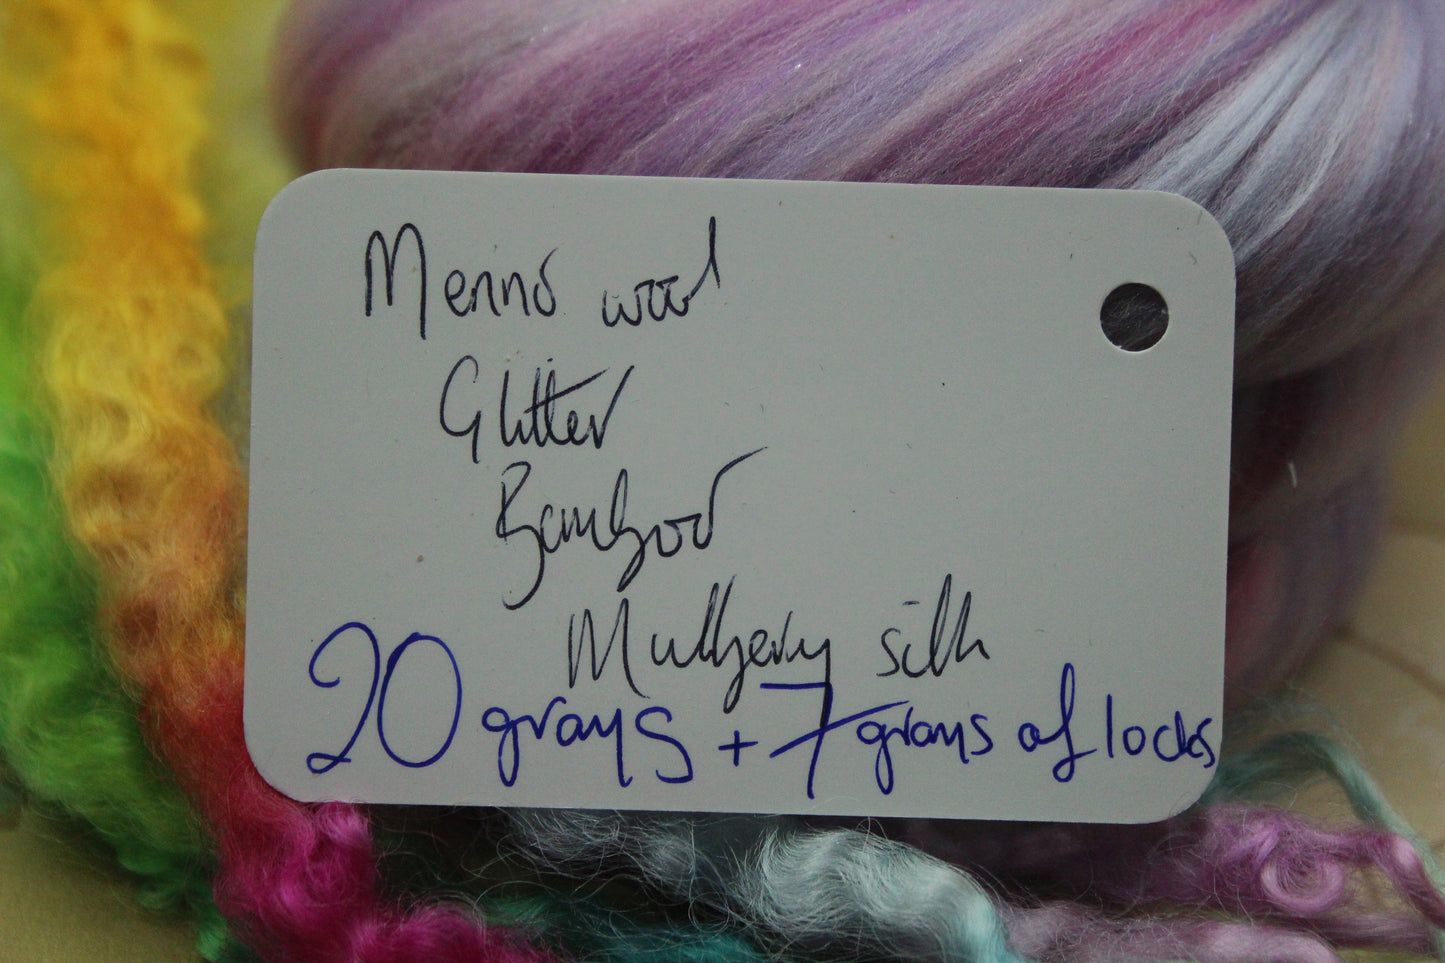 Merino wool
Glitter
Bamboo
Mulberry silk
20 grams + 7 grams of locks